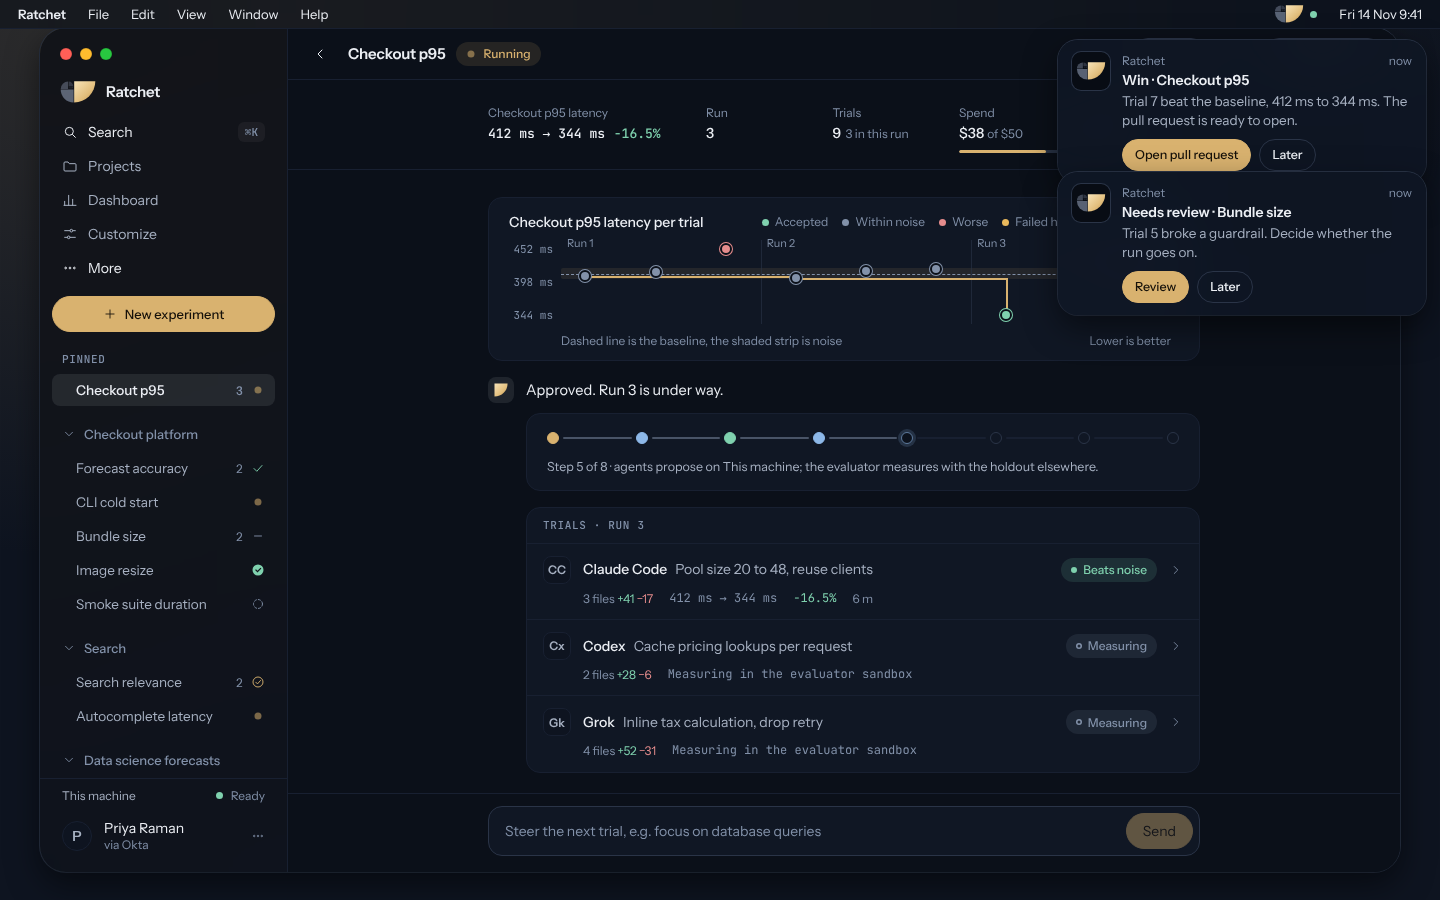 Ratchet File Edit View Window Help
Fri 14 Nov 9:41
Ratchet
Search ⌘K
Projects
Dashboard
Customize
More
+ New experiment
PINNED
Checkout p95 3
Checkout platform
Forecast accuracy 2
CLI cold start
Bundle size 2
Image resize
Smoke suite duration
Search
Search relevance 2
Autocomplete latency
Data science forecasts
This machine Ready
P Priya Raman
via Okta
Checkout p95 Running
Checkout p95 latency Run Trials Spend
412 ms → 344 ms -16.5% 3 9 3 in this run $38 of $50
Checkout p95 latency per trial
Accepted Within noise Worse Failed h
Run 1 Run 2 Run 3
452 ms
398 ms
344 ms
Dashed line is the baseline, the shaded strip is noise Lower is better
Approved. Run 3 is under way.
Step 5 of 8 · agents propose on This machine; the evaluator measures with the holdout elsewhere.
TRIALS · RUN 3
CC Claude Code Pool size 20 to 48, reuse clients Beats noise
3 files +41 −17 412 ms → 344 ms -16.5% 6 m
Cx Codex Cache pricing lookups per request Measuring
2 files +28 −6 Measuring in the evaluator sandbox
Gk Grok Inline tax calculation, drop retry Measuring
4 files +52 −31 Measuring in the evaluator sandbox
Steer the next trial, e.g. focus on database queries Send
Ratchet now
Win · Checkout p95
Trial 7 beat the baseline, 412 ms to 344 ms. The
pull request is ready to open.
Open pull request Later
Ratchet now
Needs review · Bundle size
Trial 5 broke a guardrail. Decide whether the
run goes on.
Review Later